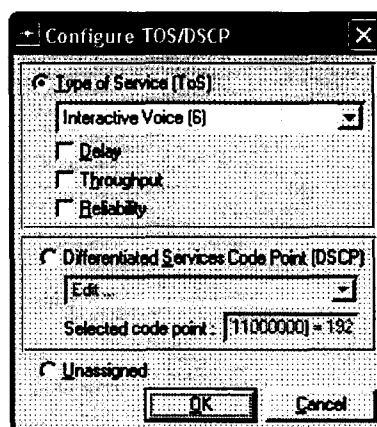 Configure TOS/DSCP
Type of Service (ToS)
Interactive Voice (6)
Delay
Throughput
Reliability
Differentiated Services Code Point (DSCP)
Edit ...
Selected code point : [11000000] = 192
Unassigned
OK
Cancel